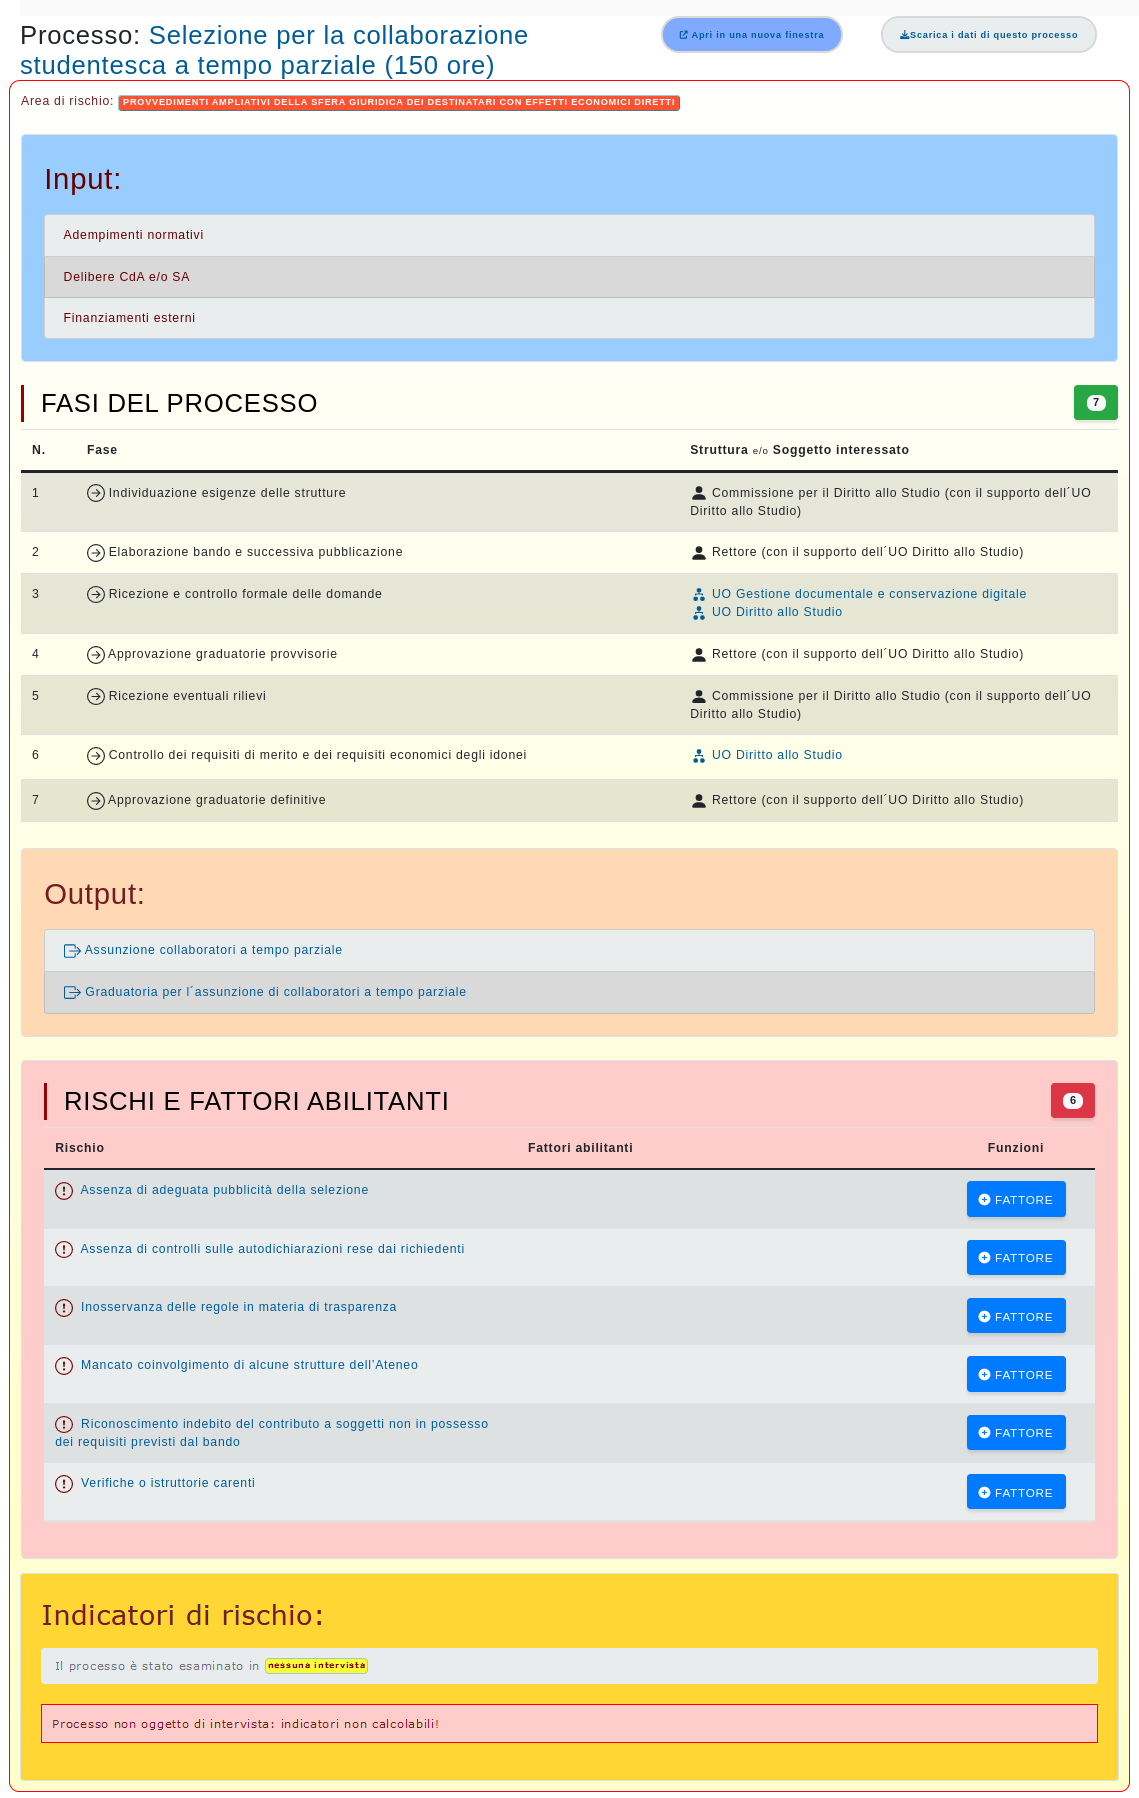 Processo: Selezione per la collaborazione
studentesca a tempo parziale (150 ore)
Apri in una nuova finestra
Scarica i dati di questo processo
Area di rischio: PROVVEDIMENTI AMPLIATIVI DELLA SFERA GIURIDICA DEI DESTINATARI CON EFFETTI ECONOMICI DIRETTI
Input:
Adempimenti normativi
Delibere CdA e/o SA
Finanziamenti esterni
FASI DEL PROCESSO 7
N. Fase Struttura e/o Soggetto interessato
1 Individuazione esigenze delle strutture Commissione per il Diritto allo Studio (con il supporto dell´UO
Diritto allo Studio)
2 Elaborazione bando e successiva pubblicazione Rettore (con il supporto dell´UO Diritto allo Studio)
3 Ricezione e controllo formale delle domande UO Gestione documentale e conservazione digitale
UO Diritto allo Studio
4 Approvazione graduatorie provvisorie Rettore (con il supporto dell´UO Diritto allo Studio)
5 Ricezione eventuali rilievi Commissione per il Diritto allo Studio (con il supporto dell´UO
Diritto allo Studio)
6 Controllo dei requisiti di merito e dei requisiti economici degli idonei UO Diritto allo Studio
7 Approvazione graduatorie definitive Rettore (con il supporto dell´UO Diritto allo Studio)
Output:
Assunzione collaboratori a tempo parziale
Graduatoria per l´assunzione di collaboratori a tempo parziale
RISCHI E FATTORI ABILITANTI 6
Rischio Fattori abilitanti Funzioni
Assenza di adeguata pubblicità della selezione FATTORE
Assenza di controlli sulle autodichiarazioni rese dai richiedenti FATTORE
Inosservanza delle regole in materia di trasparenza FATTORE
Mancato coinvolgimento di alcune strutture dell’Ateneo FATTORE
Riconoscimento indebito del contributo a soggetti non in possesso
dei requisiti previsti dal bando FATTORE
Verifiche o istruttorie carenti FATTORE
Indicatori di rischio:
Il processo è stato esaminato in nessuna intervista
Processo non oggetto di intervista: indicatori non calcolabili!